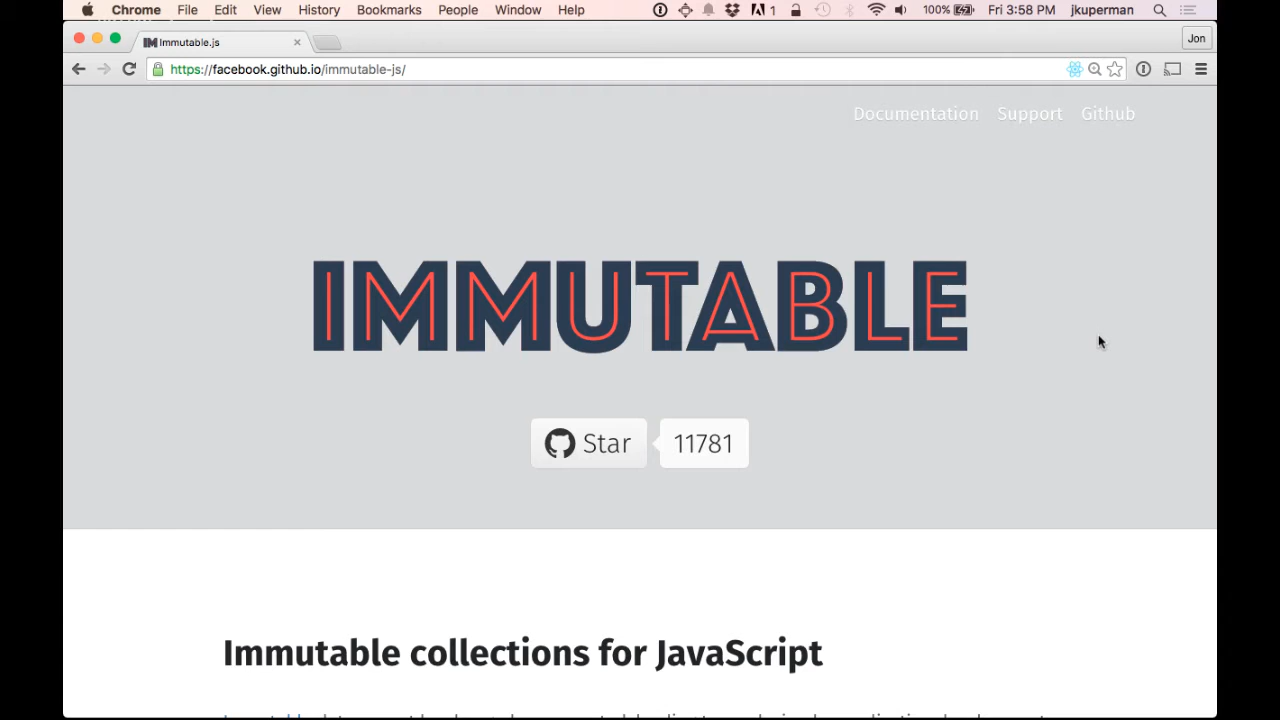 Chrome File Edit View History Bookmarks People Window Help 1 100% Fri 3:58 PM jkuperman
Immutable.js Jon
https://facebook.github.io/immutable-js/
Documentation Support Github
IMMUTABLE
Star 11781
Immutable collections for JavaScript